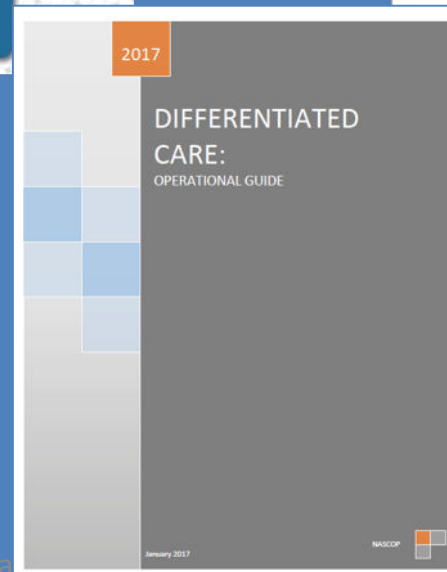 2017
DIFFERENTIATED
CARE:
OPERATIONAL GUIDE
January 2017
NASCOP
a